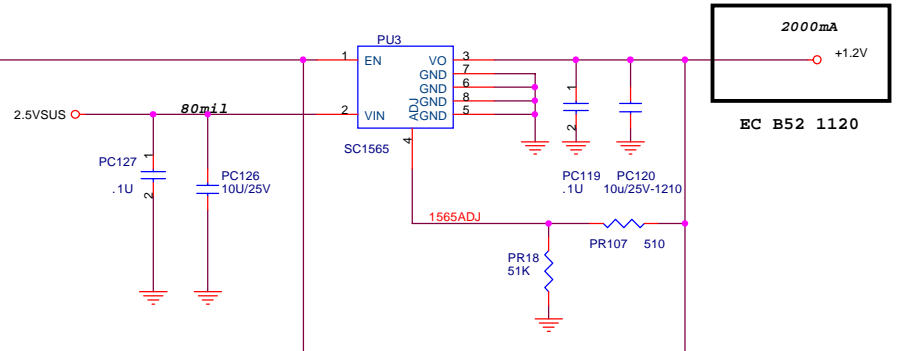 2000mA
+1.2V
EC B52 1120
PU3
1 EN VO 3
GND 7
GND 6
2.5VSUS 80mil 2 VIN ADJ GND 8
GND 5
4
SC1565
PC127
.1U
1
2
PC126
10U/25V
1
2
PC119
.1U
PC120
10u/25V-1210
1565ADJ
PR107 510
PR18
51K